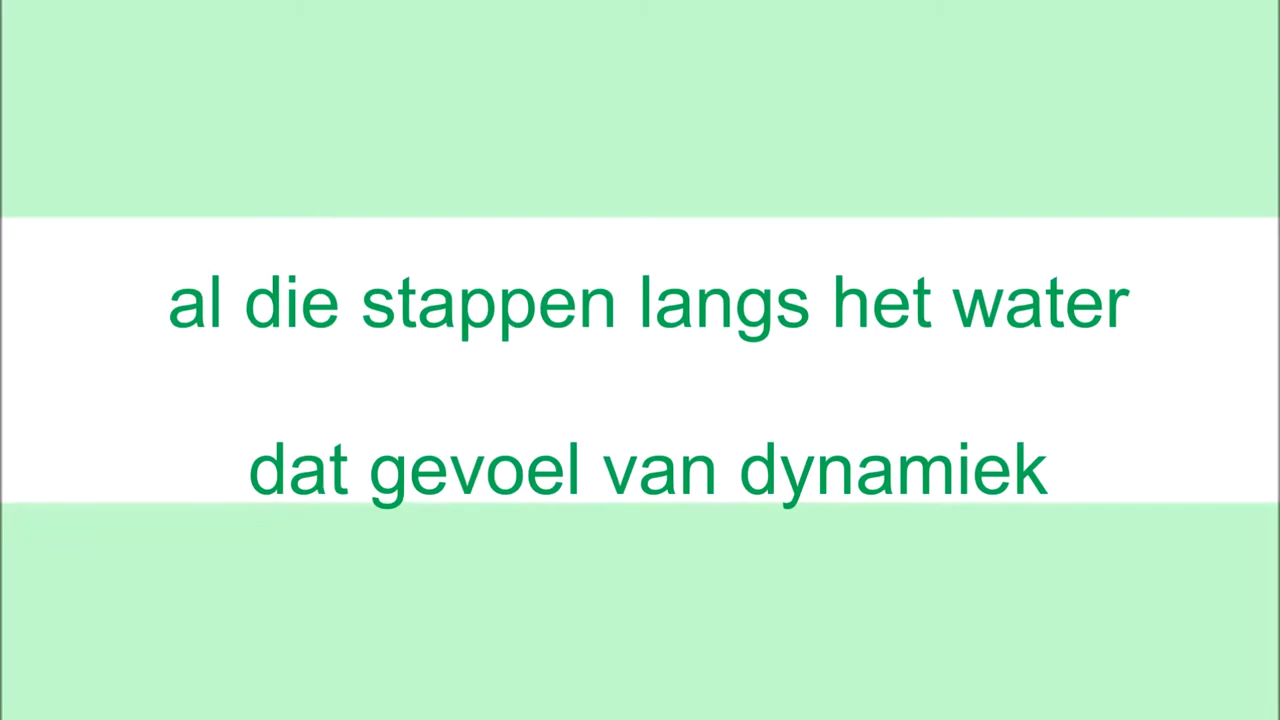 al die stappen langs het water
dat gevoel van dynamiek